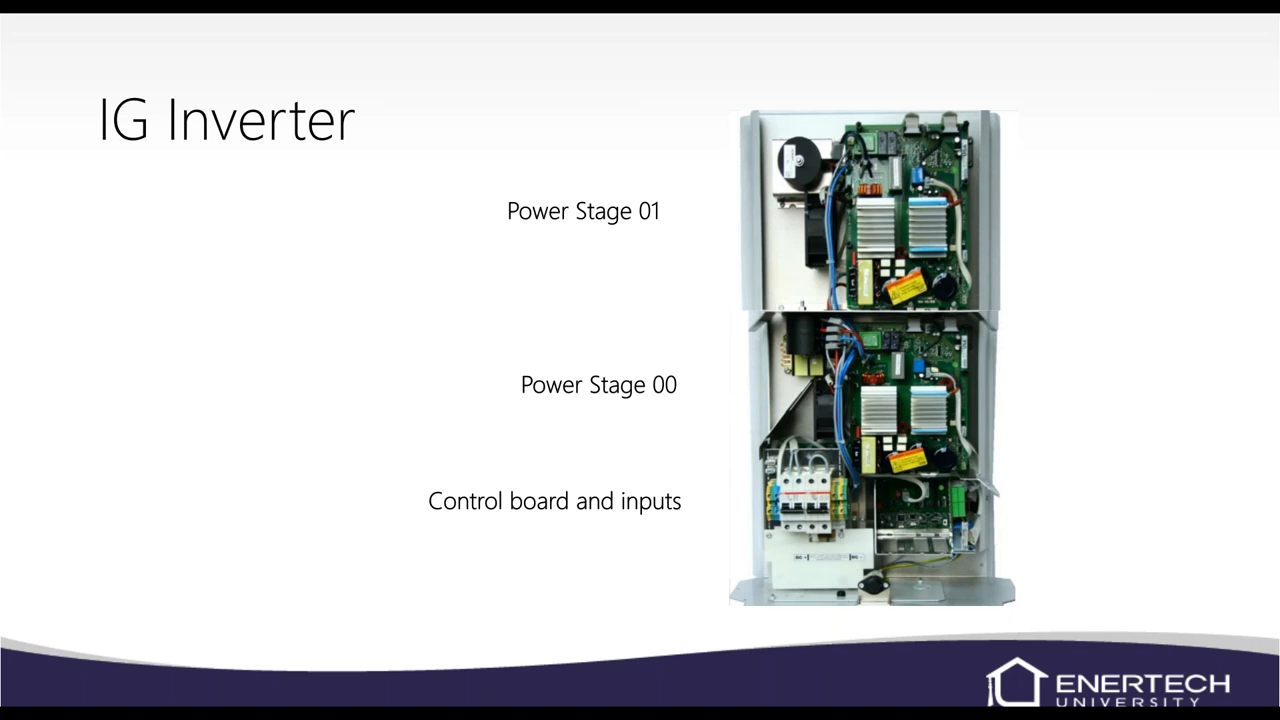 IG Inverter
Power Stage 01
Power Stage 00
Control board and inputs
ENERTECH
UNIVERSITY